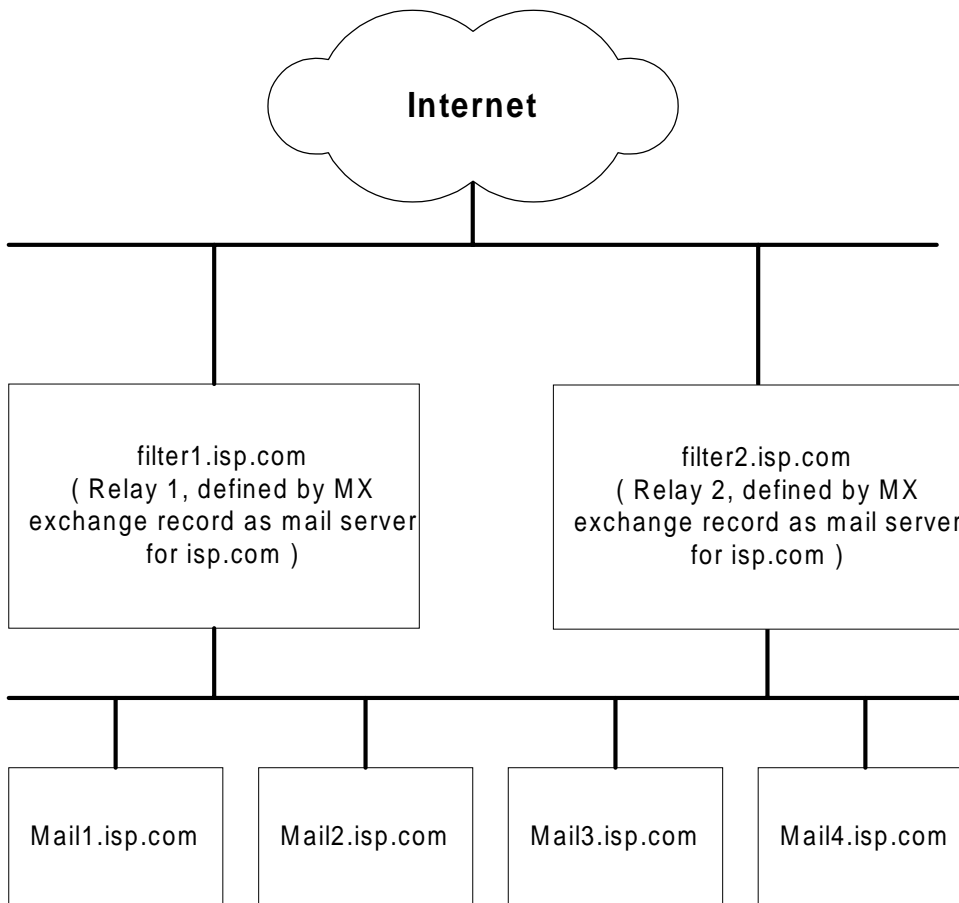 Internet
filter1.isp.com
( Relay 1, defined by MX
exchange record as mail server
for isp.com )
filter2.isp.com
( Relay 2, defined by MX
exchange record as mail server
for isp.com )
Mail1.isp.com
Mail2.isp.com
Mail3.isp.com
Mail4.isp.com